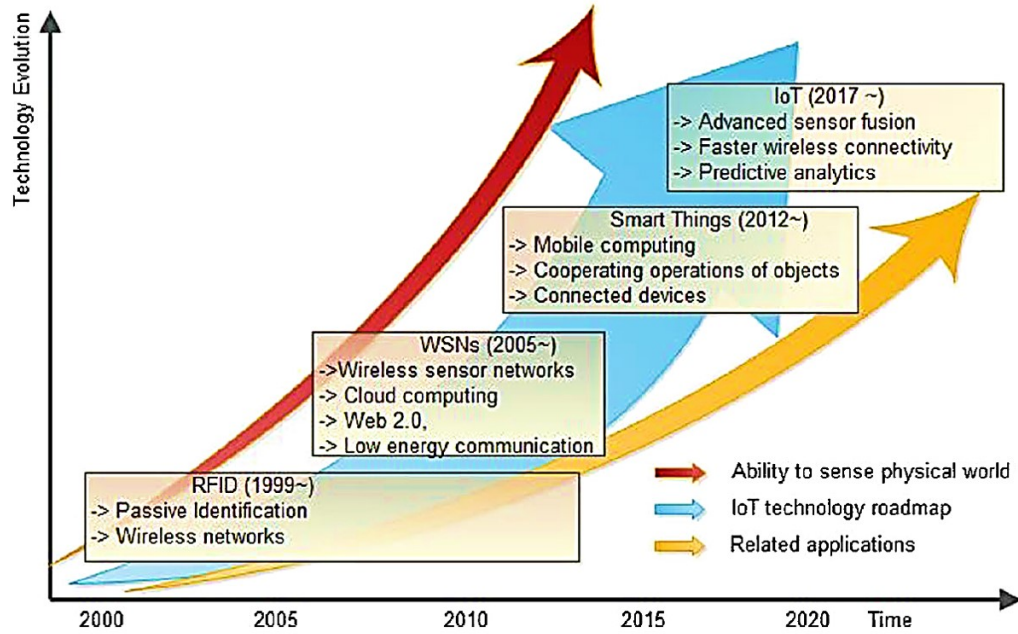 Technology Evolution
IoT (2017 ~)
-> Advanced sensor fusion
-> Faster wireless connectivity
-> Predictive analytics
Smart Things (2012~)
-> Mobile computing
-> Cooperating operations of objects
-> Connected devices
WSNs (2005~)
->Wireless sensor networks
-> Cloud computing
-> Web 2.0,
-> Low energy communication
RFID (1999~)
-> Passive Identification
-> Wireless networks
Ability to sense physical world
IoT technology roadmap
Related applications
2000 2005 2010 2015 2020 Time